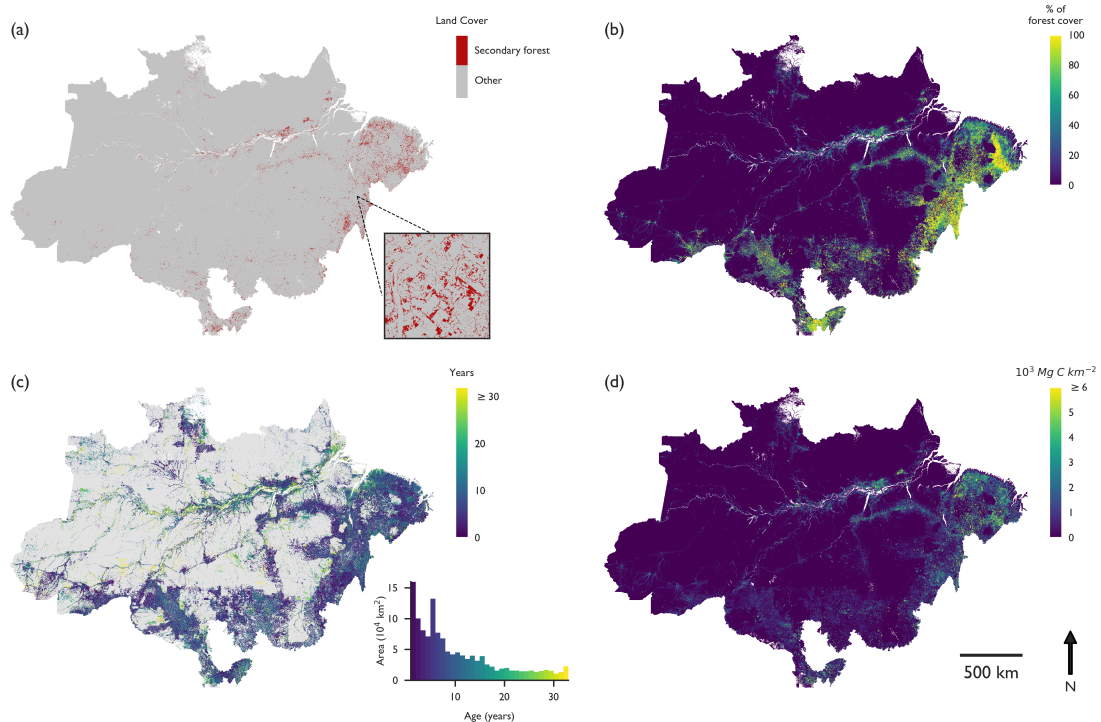 (a)
Land Cover
Secondary forest
Other
(b)
% of
forest cover
100
80
60
40
20
0
(c)
Years
≥ 30
20
10
0
Area (10⁴ km²)
15
10
5
0
10
20
30
Age (years)
(d)
10³ Mg C km⁻²
≥ 6
5
4
3
2
1
0
500 km
N